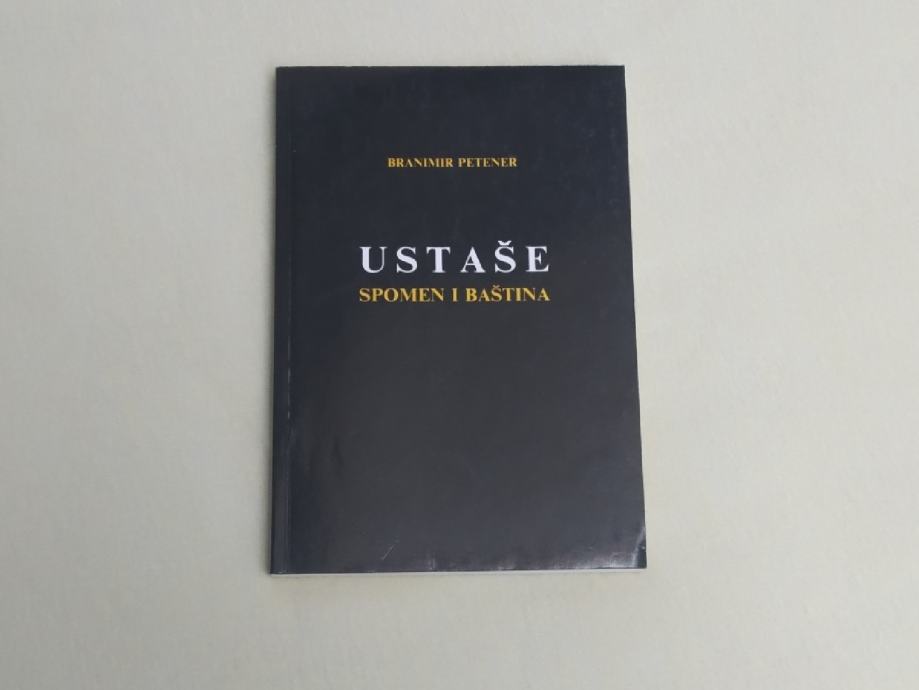 BRANIMIR PETENER
USTAŠE
SPOMEN I BAŠTINA